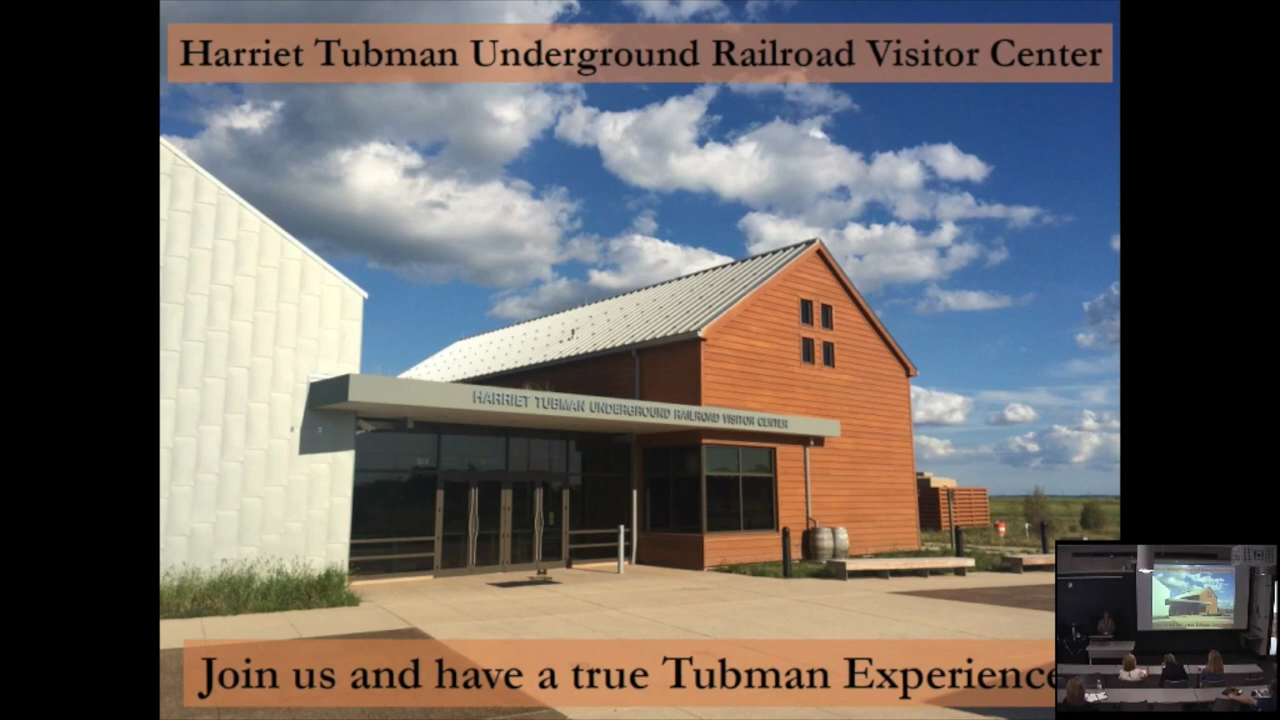 Harriet Tubman Underground Railroad Visitor Center
HARRIET TUBMAN UNDERGROUND RAILROAD VISITOR CENTER
Join us and have a true Tubman Experience